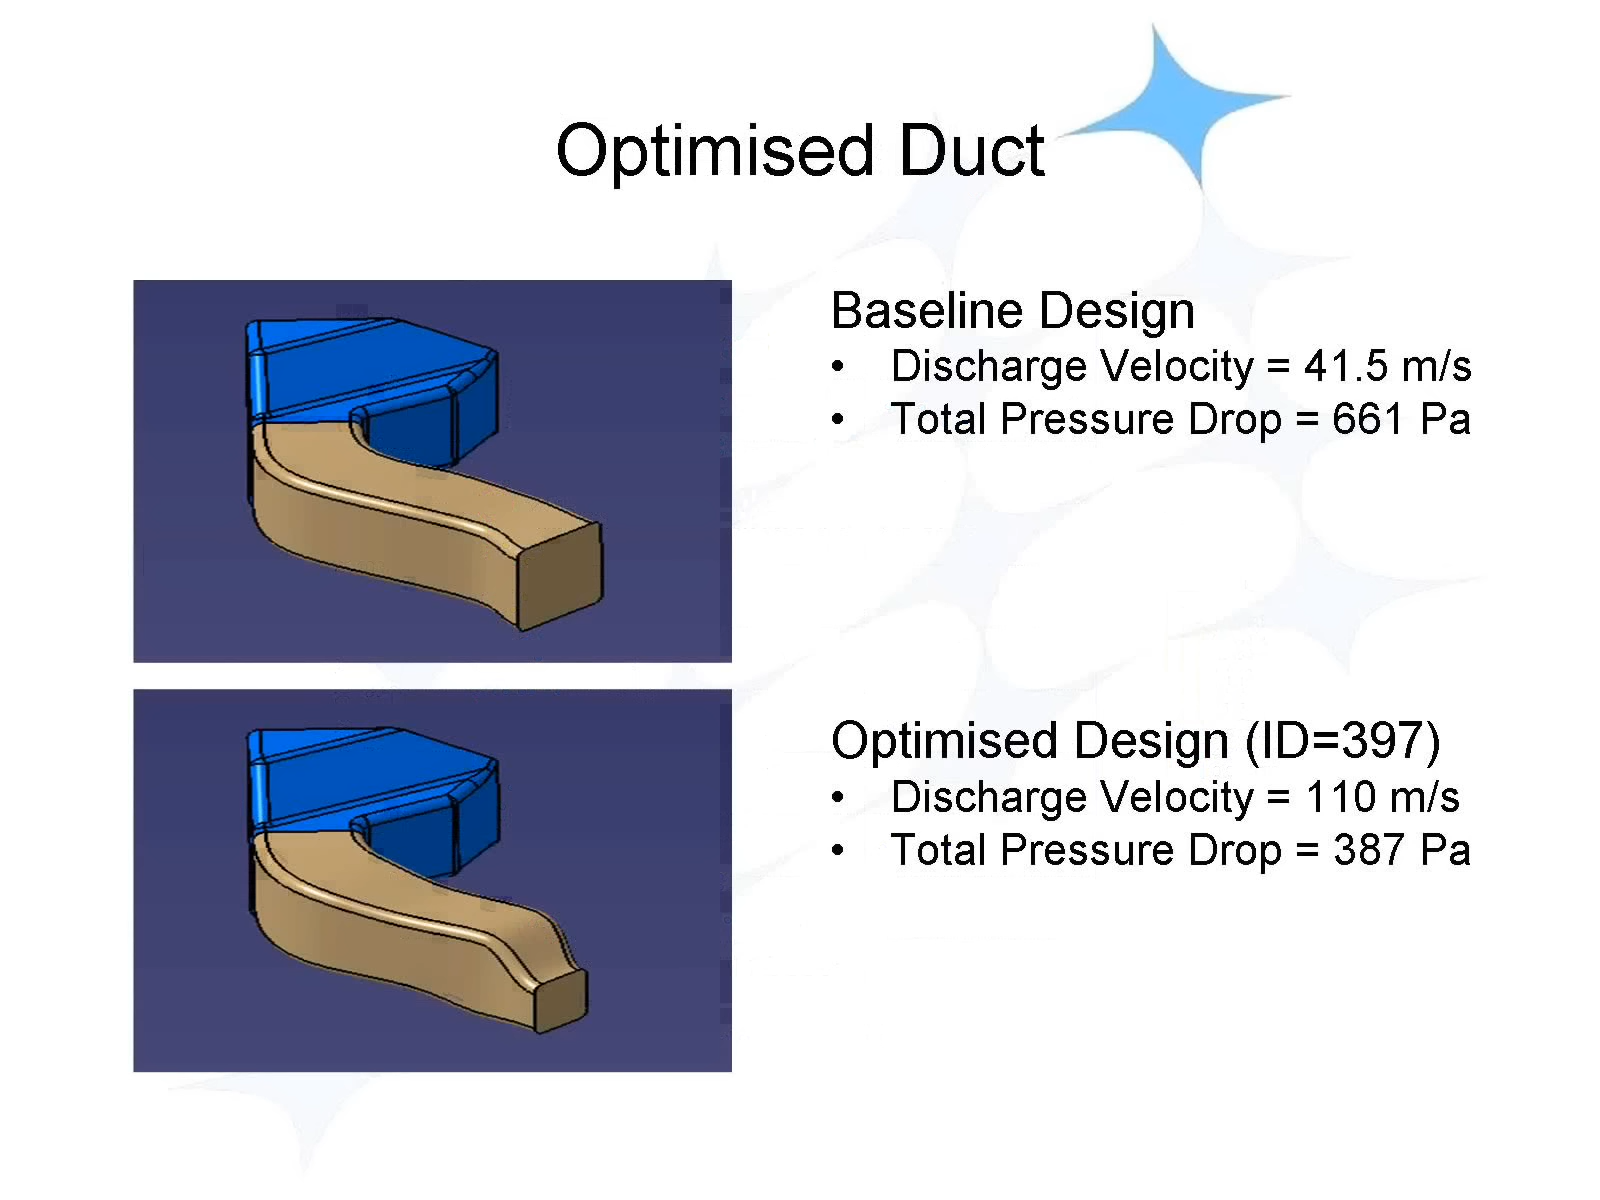 Optimised Duct
Baseline Design
• Discharge Velocity = 41.5 m/s
• Total Pressure Drop = 661 Pa
Optimised Design (ID=397)
• Discharge Velocity = 110 m/s
• Total Pressure Drop = 387 Pa